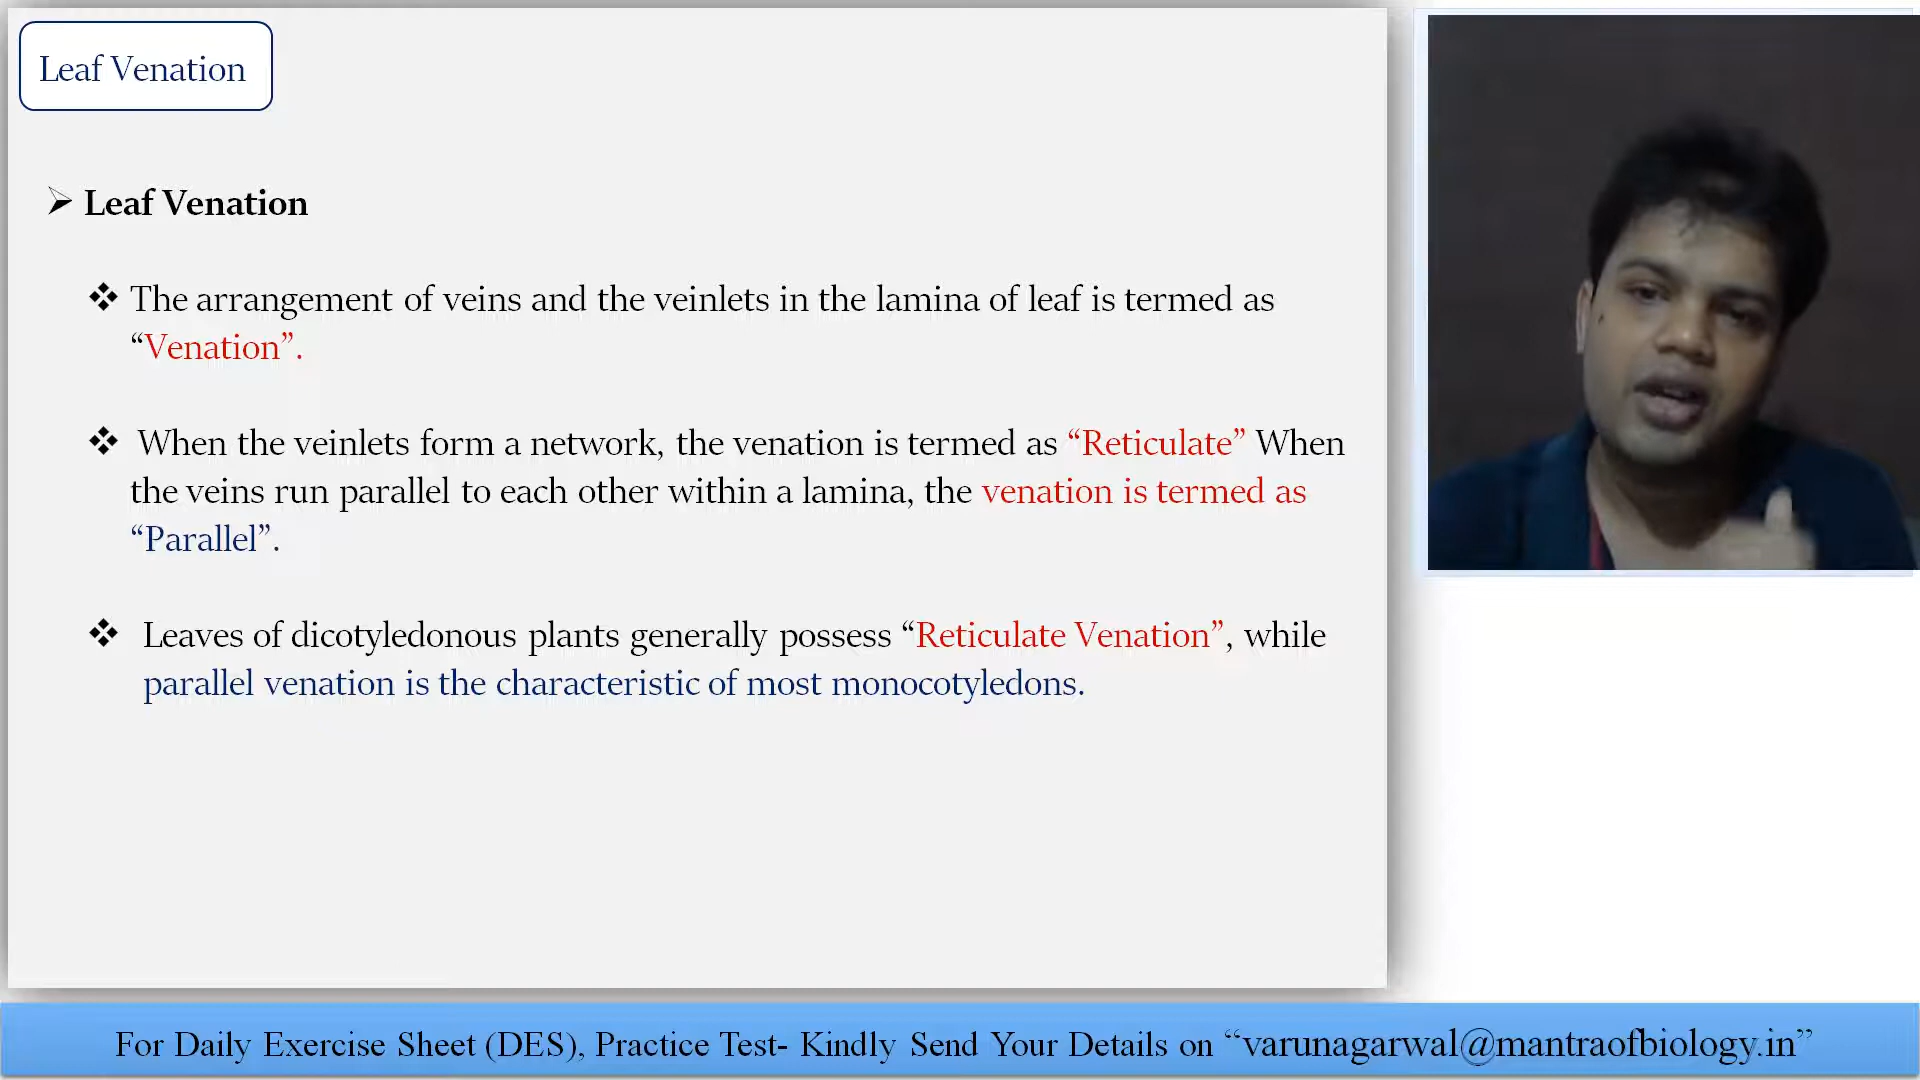 Leaf Venation
Leaf Venation
The arrangement of veins and the veinlets in the lamina of leaf is termed as
“Venation”.
When the veinlets form a network, the venation is termed as “Reticulate” When
the veins run parallel to each other within a lamina, the venation is termed as
“Parallel”.
Leaves of dicotyledonous plants generally possess “Reticulate Venation”, while
parallel venation is the characteristic of most monocotyledons.
For Daily Exercise Sheet (DES), Practice Test- Kindly Send Your Details on “varunagarwal@mantraofbiology.in”